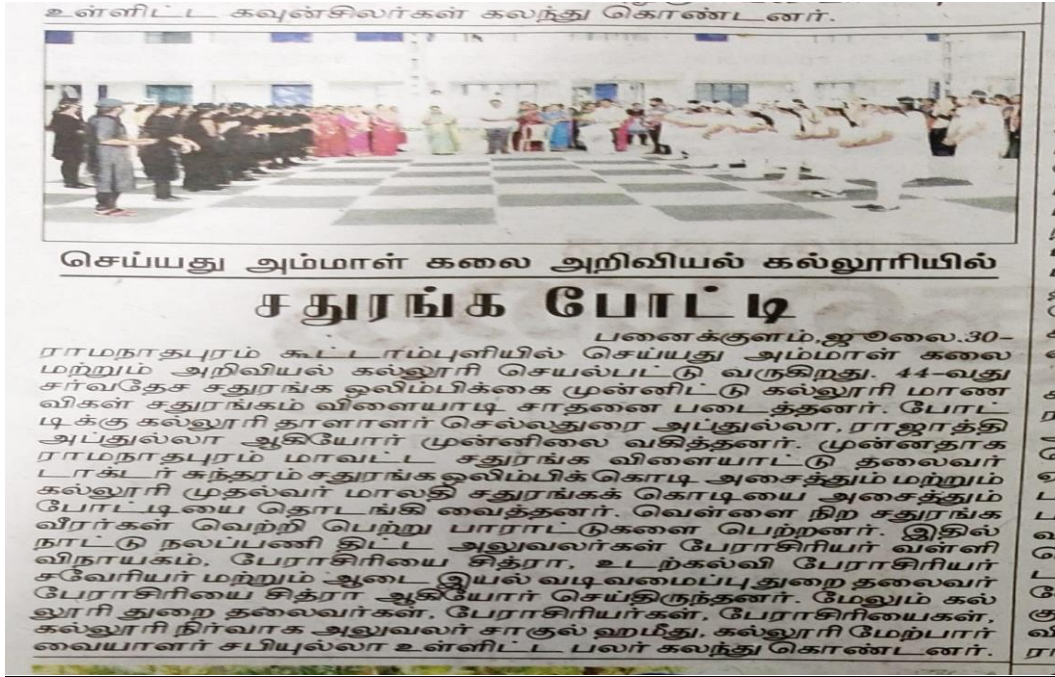 உள்ளிட்ட கவுன்சிலர்கள் கலந்து கொண்டனர்.
செய்யது அம்மாள் கலை அறிவியல் கல்லூரியில்
சதுரங்க போட்டி
பனைக்குளம்,ஜூலை.30-
ராமநாதபுரம் கூட்டாம்புளியில் செய்யது அம்மாள் கலை
மற்றும் அறிவியல் கல்லூரி செயல்பட்டு வருகிறது. 44-வது
சர்வதேச சதுரங்க ஒலிம்பிக்கை முன்னிட்டு கல்லூரி மாண
விகள் சதுரங்கம் விளையாடி சாதனை படைத்தனர். போட்
டிக்கு கல்லூரி தாளாளர் செல்லதுரை அப்துல்லா, ராஜாத்தி
அப்துல்லா ஆகியோர் முன்னிலை வகித்தனர். முன்னதாக
ராமநாதபுரம் மாவட்ட சதுரங்க விளையாட்டு தலைவர்
டாக்டர் சுந்தரம் சதுரங்க ஒலிம்பிக் கொடி அசைத்தும் மற்றும்
கல்லூரி முதல்வர் மாலதி சதுரங்கக் கொடியை அசைத்தும்
போட்டியை தொடங்கி வைத்தனர். வெள்ளை நிற சதுரங்க
வீரர்கள் வெற்றி பெற்று பாராட்டுகளை பெற்றனர். இதில்
நாட்டு நலப்பணி திட்ட அலுவலர்கள் பேராசிரியர் வள்ளி
விநாயகம், பேராசிரியை சித்ரா, உடற்கல்வி பேராசிரியர்
சவேரியர் மற்றும் ஆடை இயல் வடிவமைப்பு துறை தலைவர்
பேராசிரியை சித்ரா ஆகியோர் செய்திருந்தனர். மேலும் கல்
லூரி துறை தலைவர்கள், பேராசிரியர்கள், பேராசிரியைகள்,
கல்லூரி நிர்வாக அலுவலர் சாகுல் ஹமீது, கல்லூரி மேற்பார்
வையாளர் சபியுல்லா உள்ளிட்ட பலர் கலந்து கொண்டனர்.